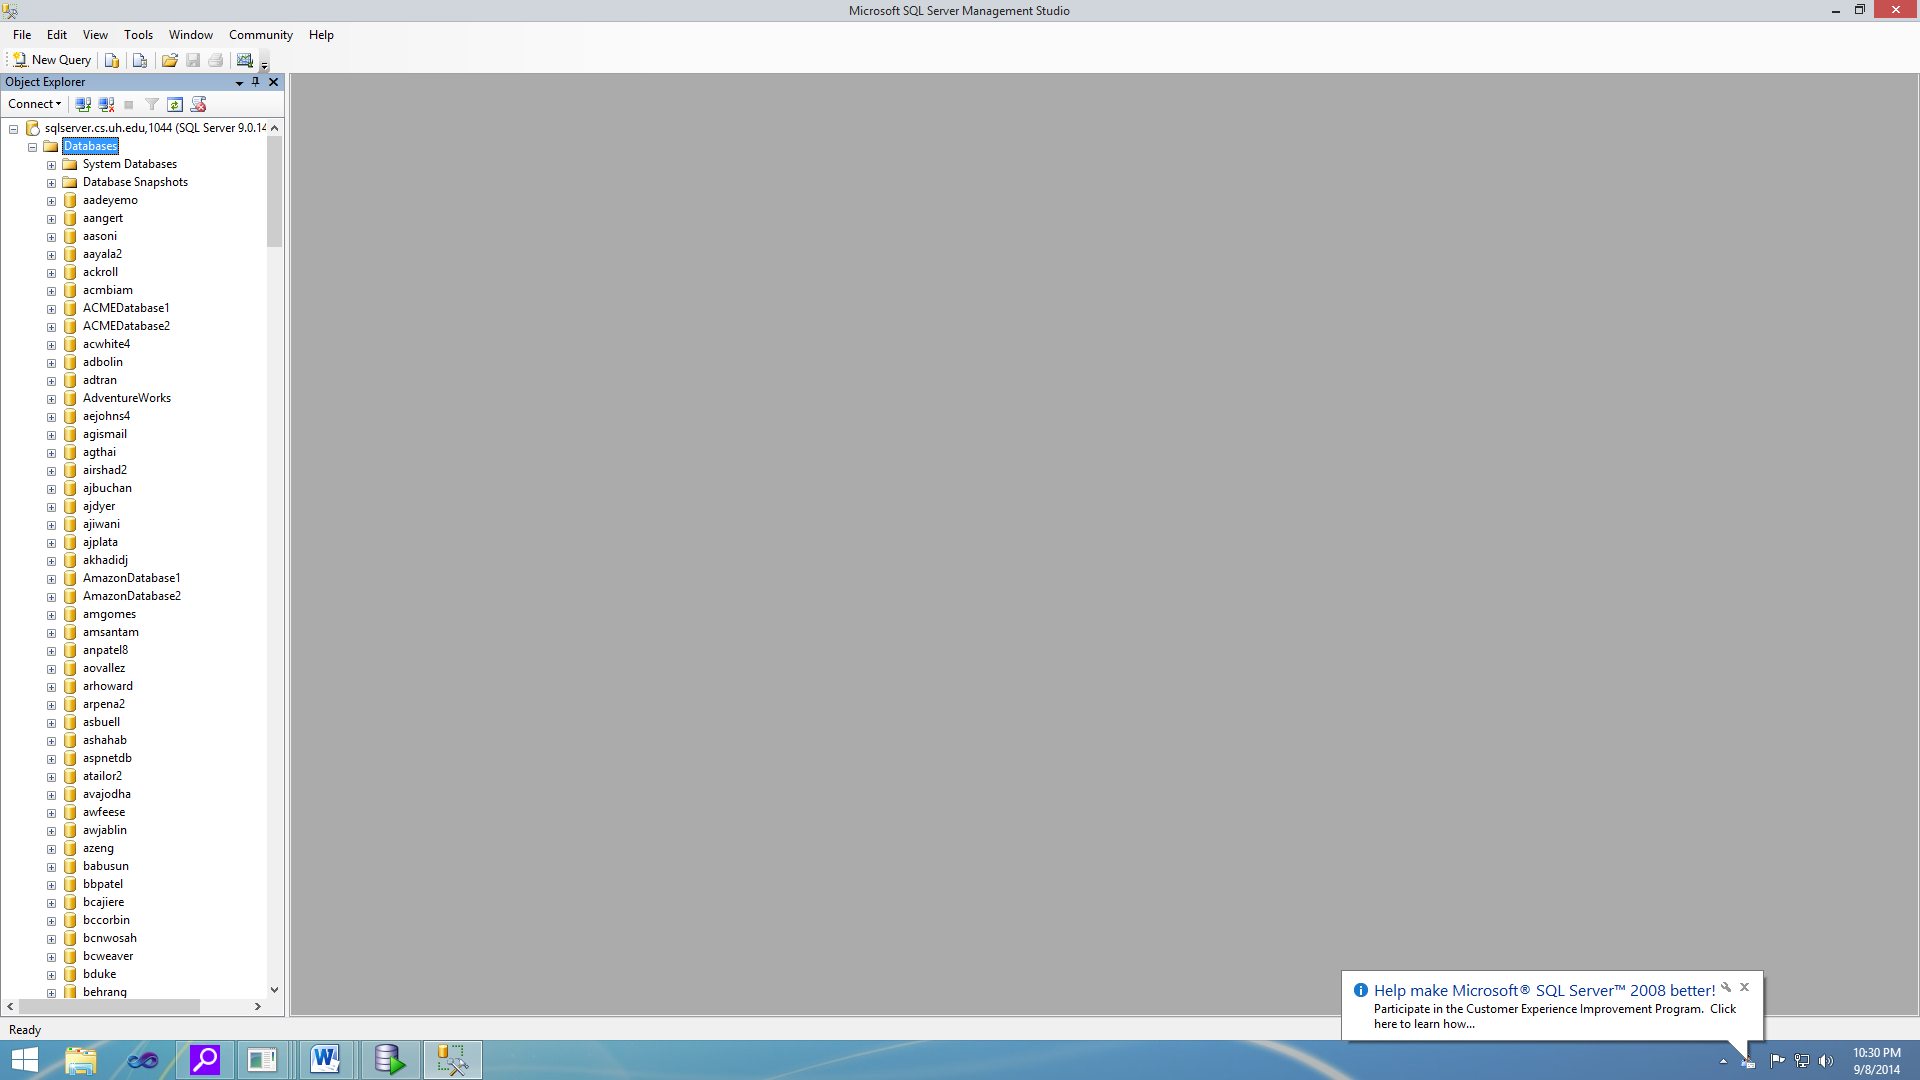 Microsoft SQL Server Management Studio
File Edit View Tools Window Community Help
New Query
Object Explorer
Connect
sqlserver.cs.uh.edu,1044 (SQL Server 9.0.14
Databases
System Databases
Database Snapshots
aadeyemo
aangert
aasoni
aayala2
ackroll
acmbiam
ACMEDatabase1
ACMEDatabase2
acwhite4
adbolin
adtran
AdventureWorks
aejohns4
agismail
agthai
airshad2
ajbuchan
ajdyer
ajiwani
ajplata
akhadidj
AmazonDatabase1
AmazonDatabase2
amgomes
amsantam
anpatel8
aovallez
arhoward
arpena2
asbuell
ashahab
aspnetdb
atailor2
avajodha
awfeese
awjablin
azeng
babusun
bbpatel
bcajiere
bccorbin
bcnwosah
bcweaver
bduke
behrang
Help make Microsoft® SQL Server™ 2008 better!
Participate in the Customer Experience Improvement Program. Click
here to learn how...
Ready
10:30 PM
9/8/2014